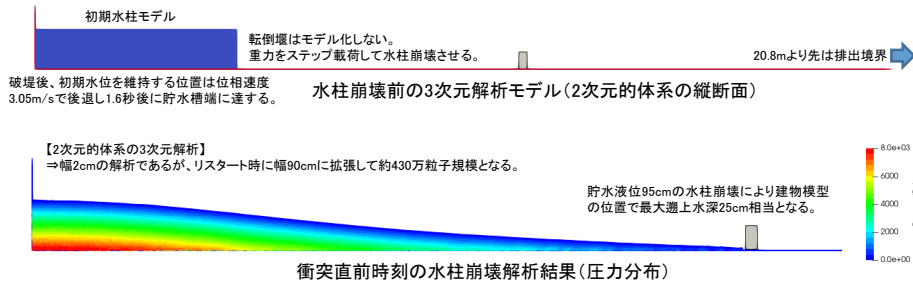 初期水柱モデル
転倒堰はモデル化しない。
重力をステップ載荷して水柱崩壊させる。
20.8mより先は排出境界
破堤後、初期水位を維持する位置は位相速度
3.05m/sで後退し1.6秒後に貯水槽端に達する。
水柱崩壊前の3次元解析モデル(2次元的体系の縦断面)
【2次元的体系の3次元解析】
⇒幅2cmの解析であるが、リスタート時に幅90cmに拡張して約430万粒子規模となる。
貯水液位95cmの水柱崩壊により建物模型
の位置で最大遡上水深25cm相当となる。
8.0e+03
6000
4000
2000
0.0e+00
衝突直前時刻の水柱崩壊解析結果(圧力分布)